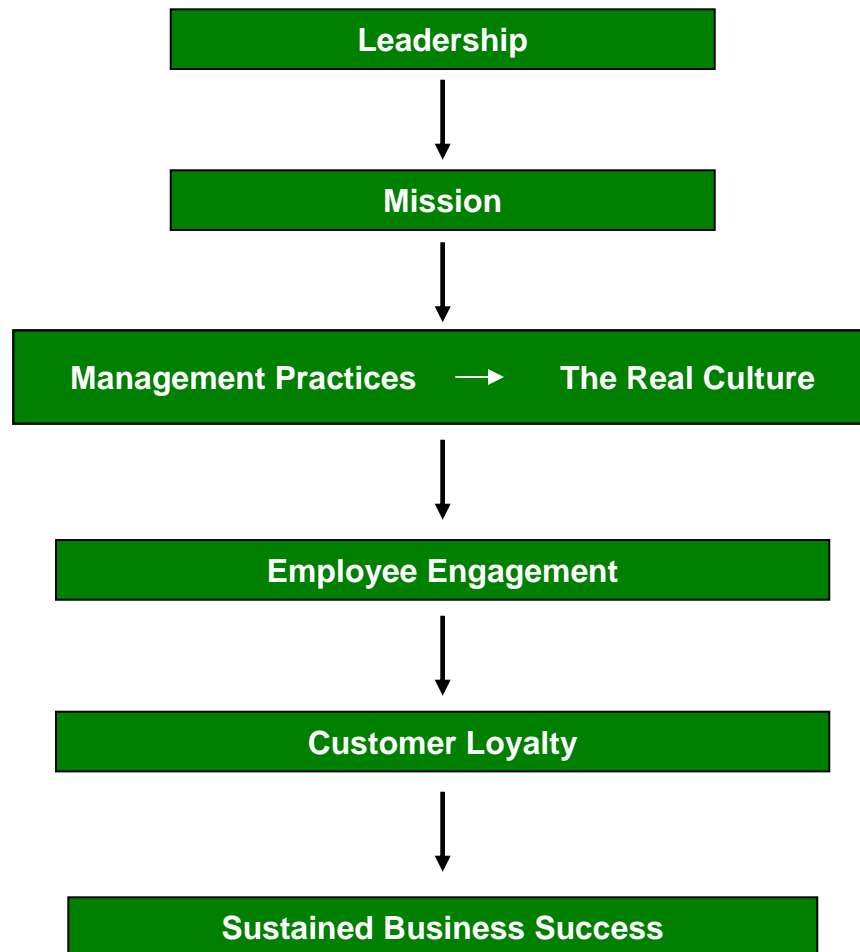 Leadership
Mission
Management Practices The Real Culture
Employee Engagement
Customer Loyalty
Sustained Business Success